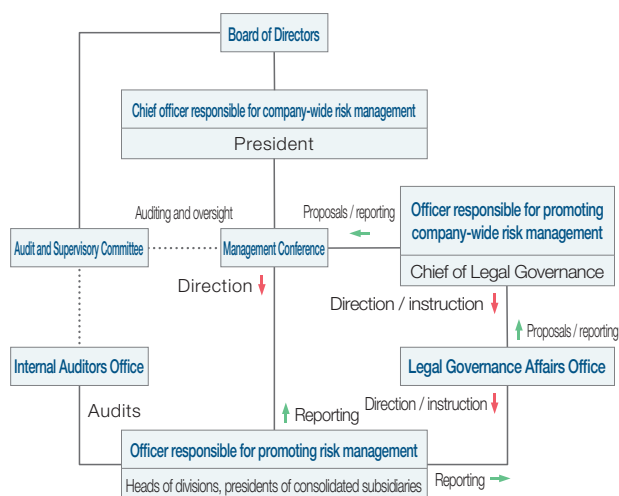 Board of Directors
Chief officer responsible for company-wide risk management
President
Auditing and oversight
Proposals / reporting
Officer responsible for promoting
company-wide risk management
Chief of Legal Governance
Audit and Supervisory Committee
Management Conference
Direction
Direction / instruction
Proposals / reporting
Internal Auditors Office
Legal Governance Affairs Office
Audits
Reporting
Direction / instruction
Officer responsible for promoting risk management
Heads of divisions, presidents of consolidated subsidiaries
Reporting